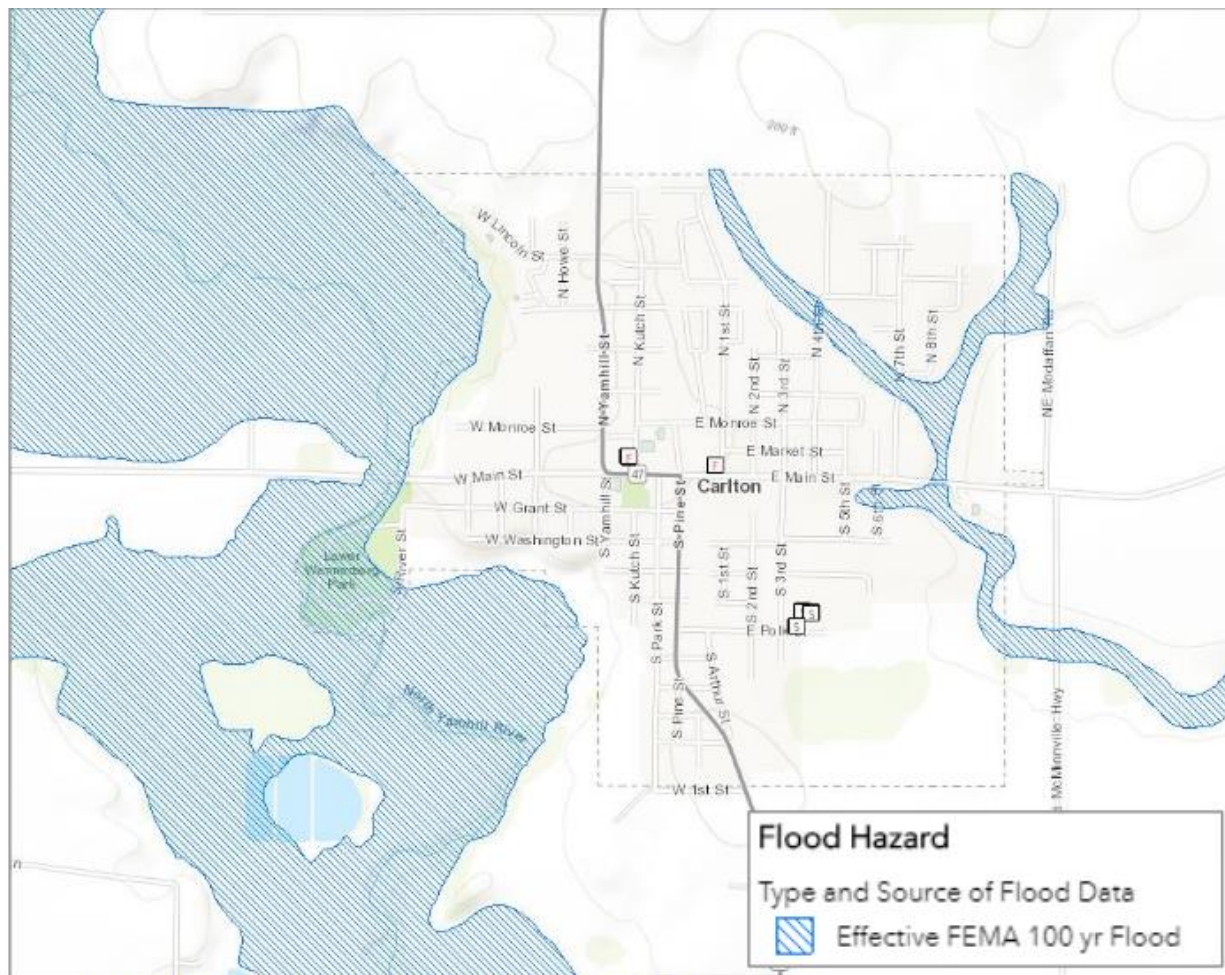 200 ft
W Lincoln St
N Howe St
N Kutch St
N 1st St
N 4th St
N 7th St
N 8th St
N Yamhill St
N 2nd St
N 3rd St
W Monroe St
E Monroe St
E Market St
W Main St
47
F
E Main St
Carlton
W Grant St
S Yamhill St
S Pine St
S 5th St
S 6th St
W Washington St
Lower
Wennerberg
Park
S River St
S Kutch St
S 1st St
S 2nd St
S 3rd St
S
S
E Polk
S Park St
S Arthur St
North Yamhill River
S Pine St
McMinnville Hwy
W 1st St
n
Flood Hazard
Type and Source of Flood Data
Effective FEMA 100 yr Flood